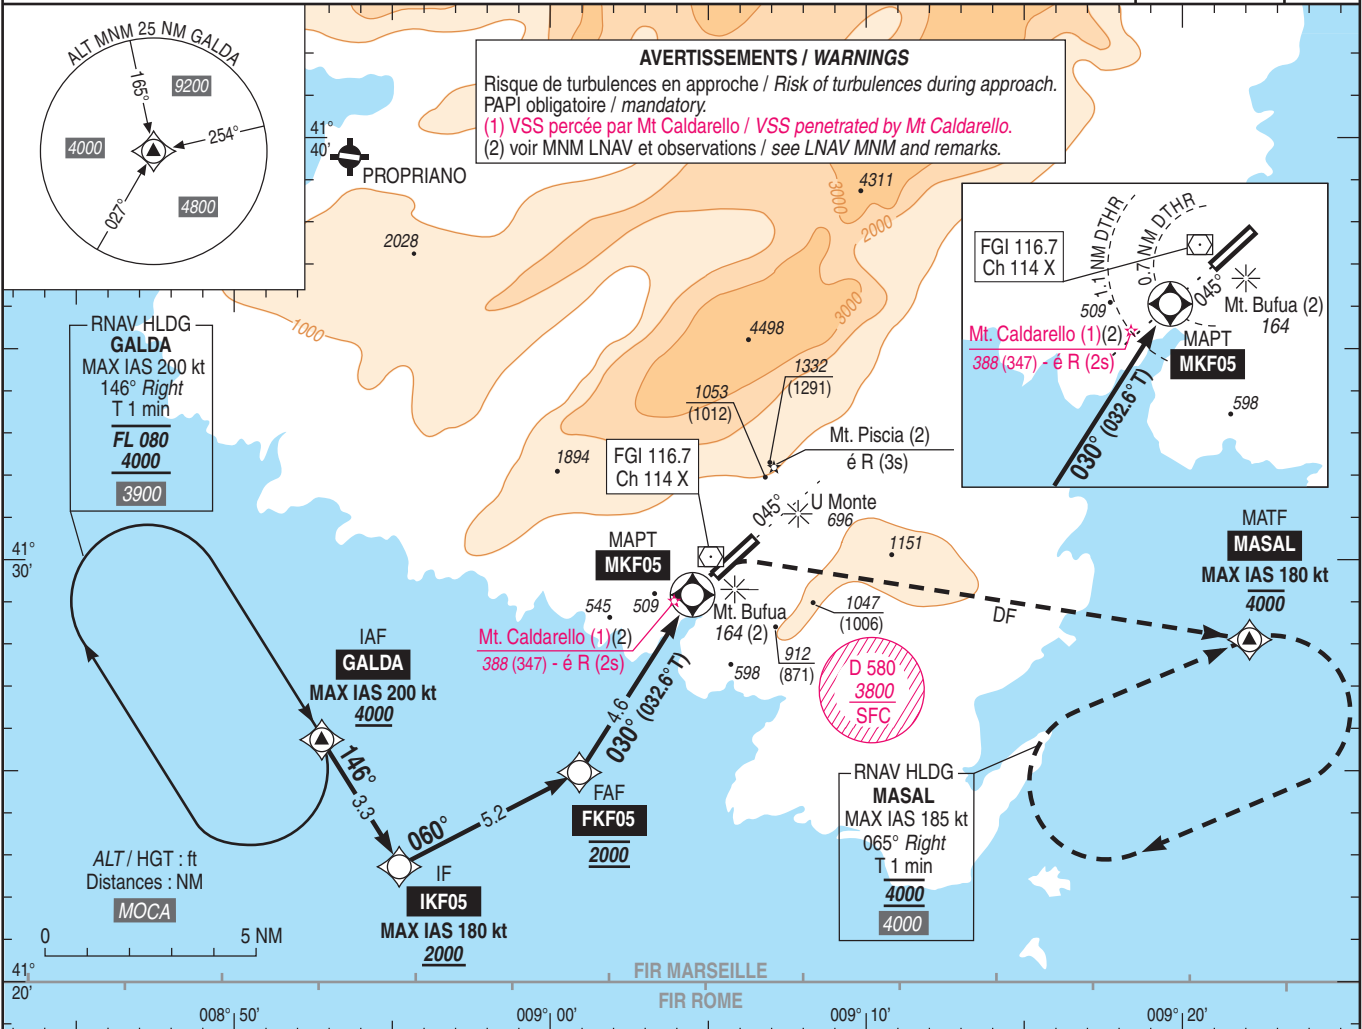 ALT MNM 25 NM GALDA
165°
9200
254°
4000
4800
027°
AVERTISSEMENTS / WARNINGS
Risque de turbulences en approche / Risk of turbulences during approach.
PAPI obligatoire / mandatory.
(1) VSS percée par Mt Caldarello / VSS penetrated by Mt Caldarello.
(2) voir MNM LNAV et observations / see LNAV MNM and remarks.
41°
40'
PROPRIANO
4311
3000
2000
2028
1.1 NM DTHR
0.7 NM DTHR
FGI 116.7
Ch 114 X
045°
509
Mt. Bufua (2)
164
Mt. Caldarello (1)(2)
388 (347) - é R (2s)
MAPT
MKF05
598
030° (032.6°T)
1000
3000
4498
RNAV HLDG
GALDA
MAX IAS 200 kt
146° Right
T 1 min
FL 080
4000
3900
1332
(1291)
1053
(1012)
Mt. Piscia (2)
é R (3s)
1894
FGI 116.7
Ch 114 X
045°
U Monte
696
MATF
MASAL
MAX IAS 180 kt
4000
41°
30'
MAPT
MKF05
1151
545
509
Mt. Bufua
164 (2)
1047
(1006)
DF
Mt. Caldarello (1)(2)
388 (347) - é R (2s)
912
(871)
598
D 580
3800
SFC
IAF
GALDA
MAX IAS 200 kt
4000
4.6
030° (032.6°T)
146°
3.3
060°
5.2
FAF
FKF05
2000
RNAV HLDG
MASAL
MAX IAS 185 kt
065° Right
T 1 min
4000
4000
IF
IKF05
MAX IAS 180 kt
2000
ALT / HGT : ft
Distances : NM
MOCA
0
5 NM
FIR MARSEILLE
FIR ROME
41°
20'
008° 50'
009° 00'
009° 10'
009° 20'